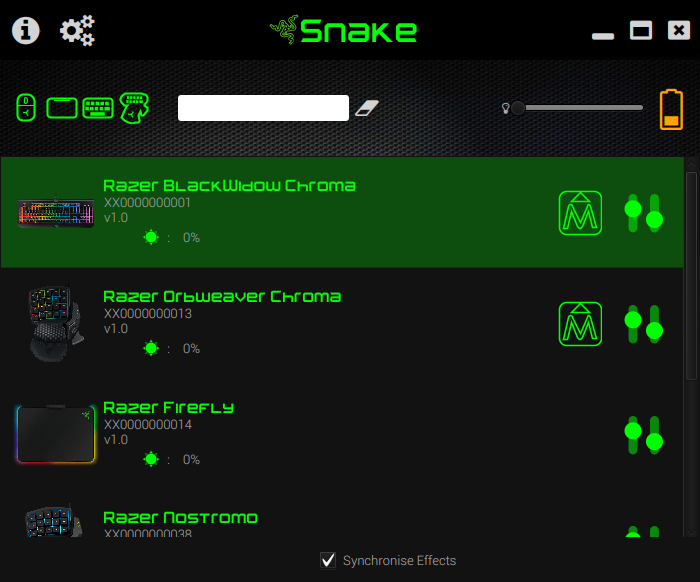 Snake
Razer BlackWidow Chroma
XX0000000001
v1.0
: 0%
Razer Orbweaver Chroma
XX0000000013
v1.0
: 0%
Razer Firefly
XX0000000014
v1.0
: 0%
Razer Nostromo
XX0000000038
Synchronise Effects